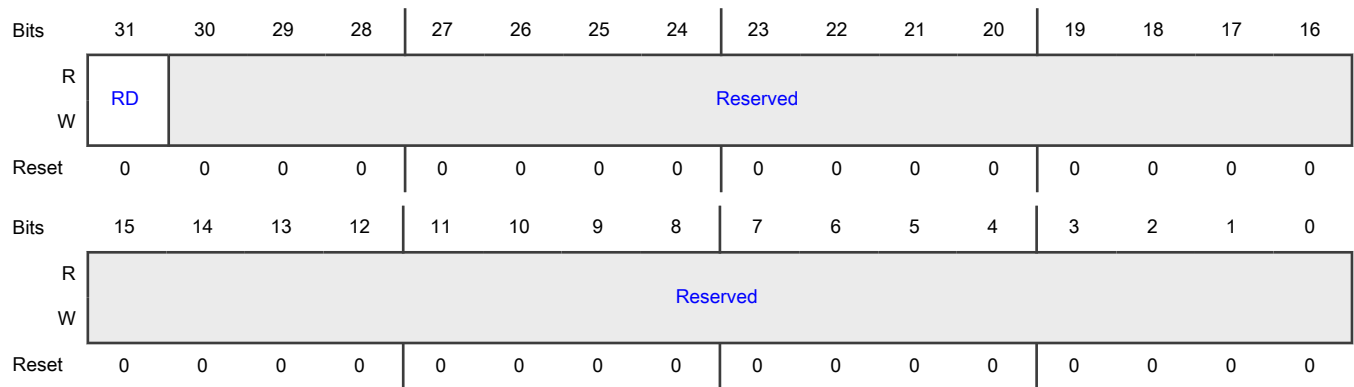 Bits 31 30 29 28 27 26 25 24 23 22 21 20 19 18 17 16
R
RD Reserved
W
Reset 0 0 0 0 0 0 0 0 0 0 0 0 0 0 0 0
Bits 15 14 13 12 11 10 9 8 7 6 5 4 3 2 1 0
R
Reserved
W
Reset 0 0 0 0 0 0 0 0 0 0 0 0 0 0 0 0